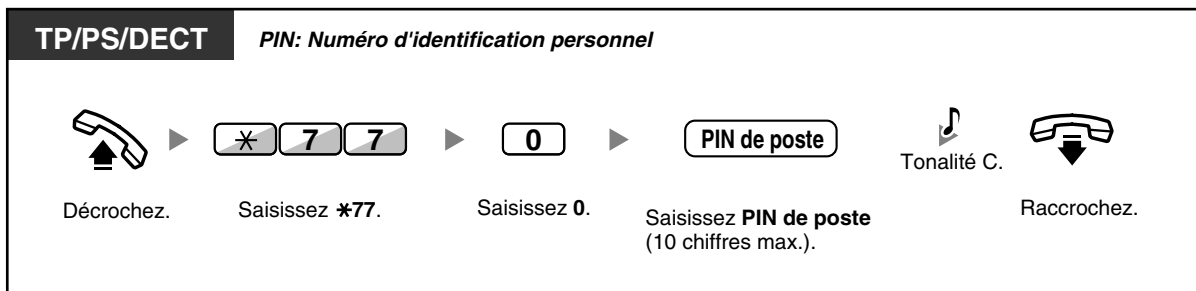 TP/PS/DECT
PIN: Numéro d'identification personnel
* 7 7
0
PIN de poste
Tonalité C.
Décrochez.
Saisissez *77.
Saisissez 0.
Saisissez PIN de poste
(10 chiffres max.).
Raccrochez.